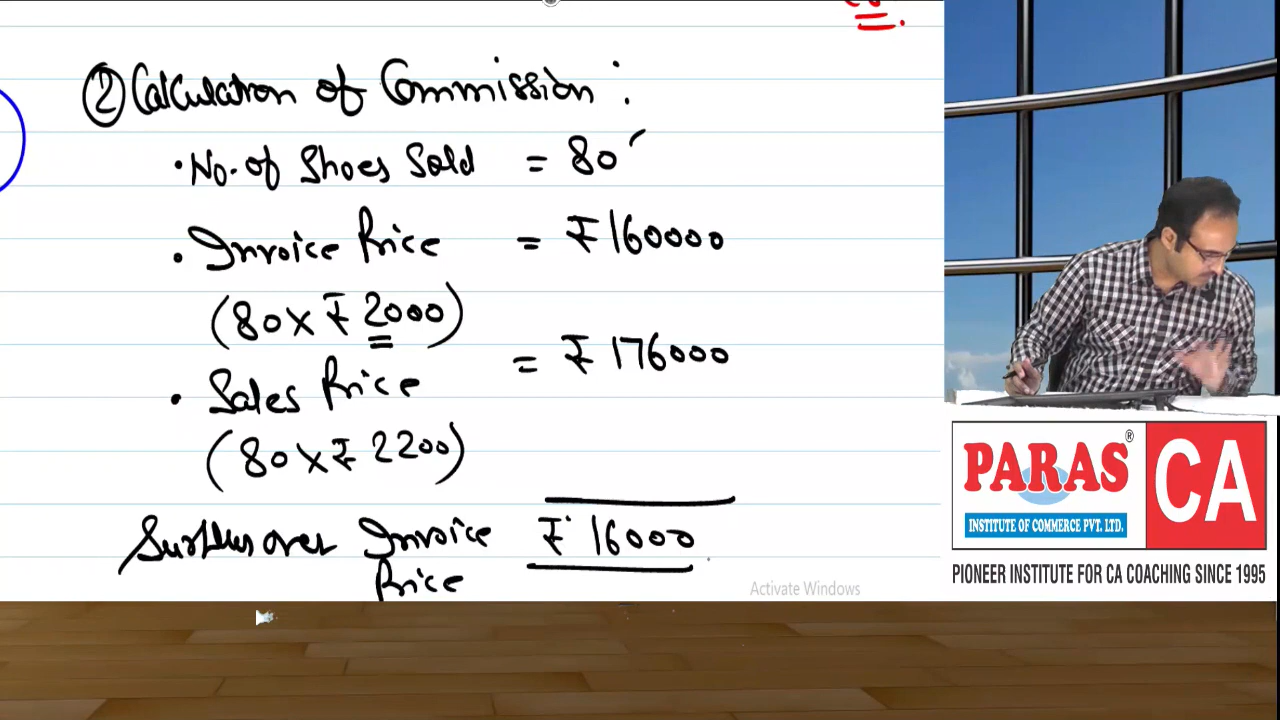 ② Calculation of Commission :
• No. of Shoes Sold = 80
• Invoice Price = ₹ 160000
(80 x ₹ 2000)
= ₹ 176000
• Sales Price
(80 x ₹ 2200)
Surplus over Invoice Price ₹ 16000
Activate Windows
PARAS®
INSTITUTE OF COMMERCE PVT. LTD.
CA
PIONEER INSTITUTE FOR CA COACHING SINCE 1995